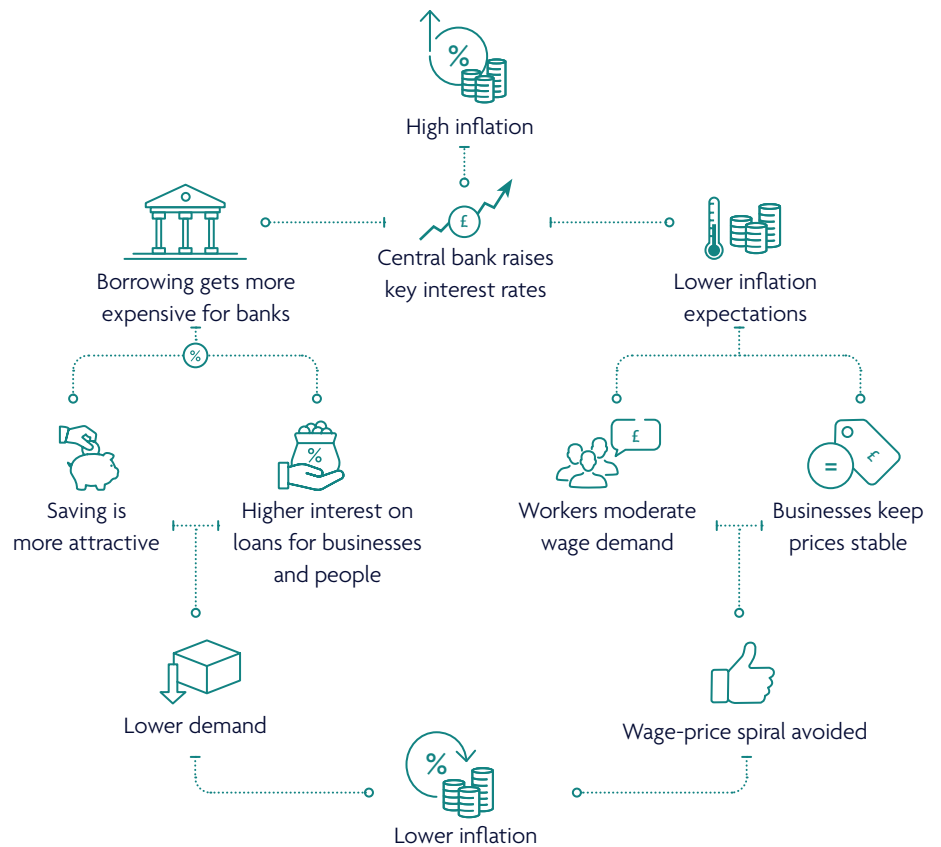 %
High inflation
£
Central bank raises
key interest rates
Borrowing gets more
expensive for banks
Lower inflation
expectations
%
%
£
=
£
Saving is
more attractive
Higher interest on
loans for businesses
and people
Workers moderate
wage demand
Businesses keep
prices stable
Lower demand
Wage-price spiral avoided
%
Lower inflation